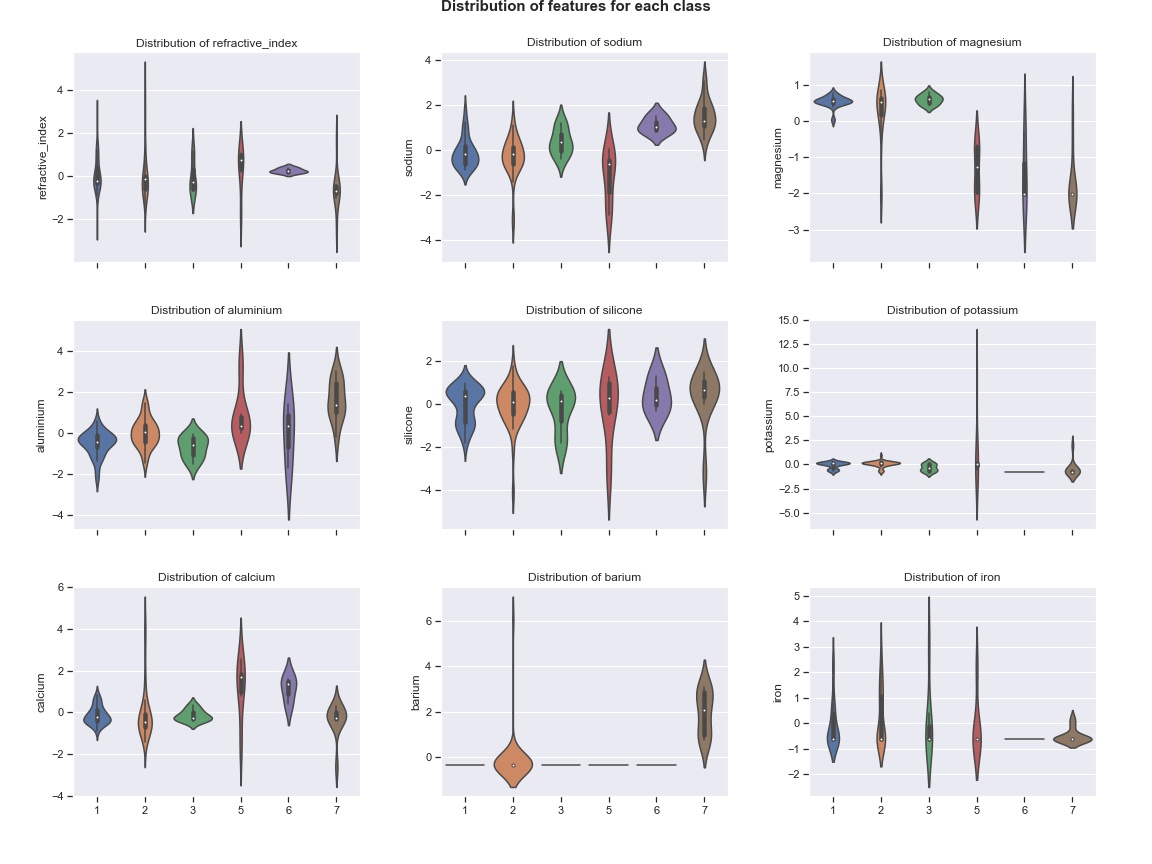 Distribution of features for each class
Distribution of refractive_index
Distribution of sodium
Distribution of magnesium
refractive_index
4
2
0
−2
sodium
4
2
0
−2
−4
magnesium
1
0
−1
−2
−3
Distribution of aluminium
Distribution of silicone
Distribution of potassium
aluminium
4
2
0
−2
−4
silicone
2
0
−2
−4
potassium
15.0
12.5
10.0
7.5
5.0
2.5
0.0
−2.5
−5.0
Distribution of calcium
Distribution of barium
Distribution of iron
calcium
6
4
2
0
−2
−4
1 2 3 5 6 7
barium
6
4
2
0
1 2 3 5 6 7
iron
5
4
3
2
1
0
−1
−2
1 2 3 5 6 7